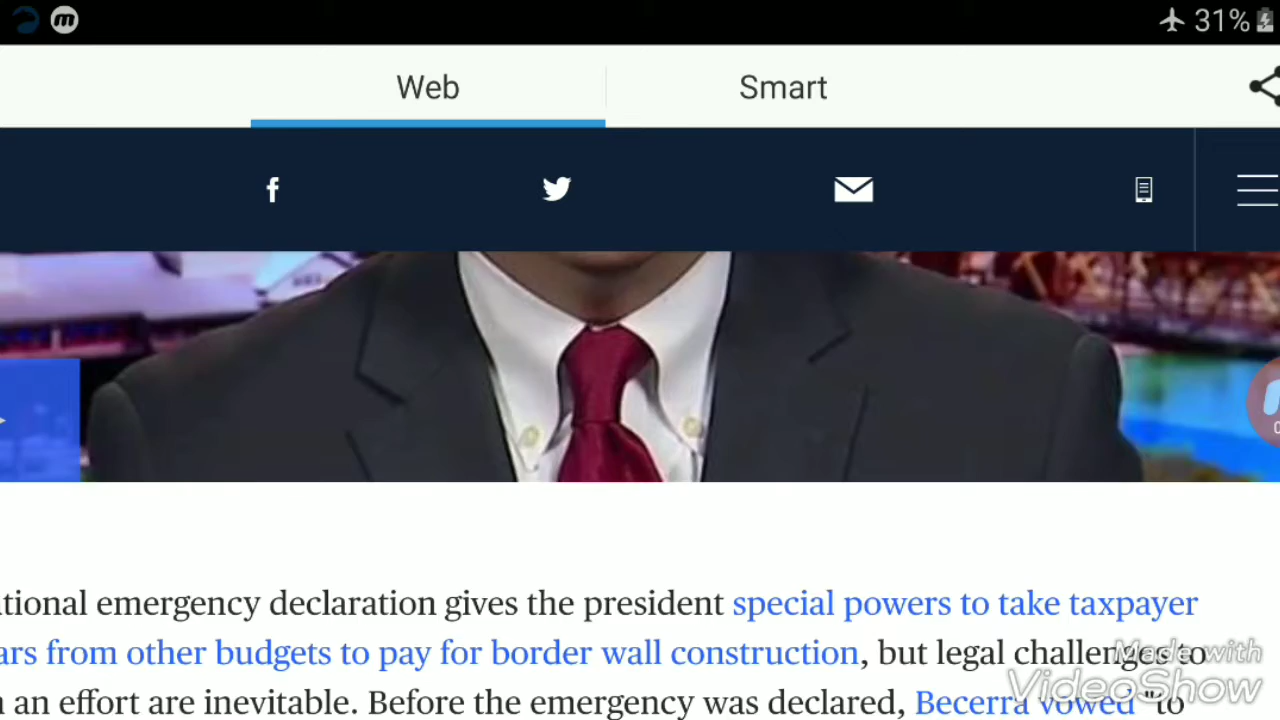 31%
Web Smart
tional emergency declaration gives the president special powers to take taxpayer
ars from other budgets to pay for border wall construction, but legal challenges to
an effort are inevitable. Before the emergency was declared, Becerra vowed "to
Made with
VideoShow